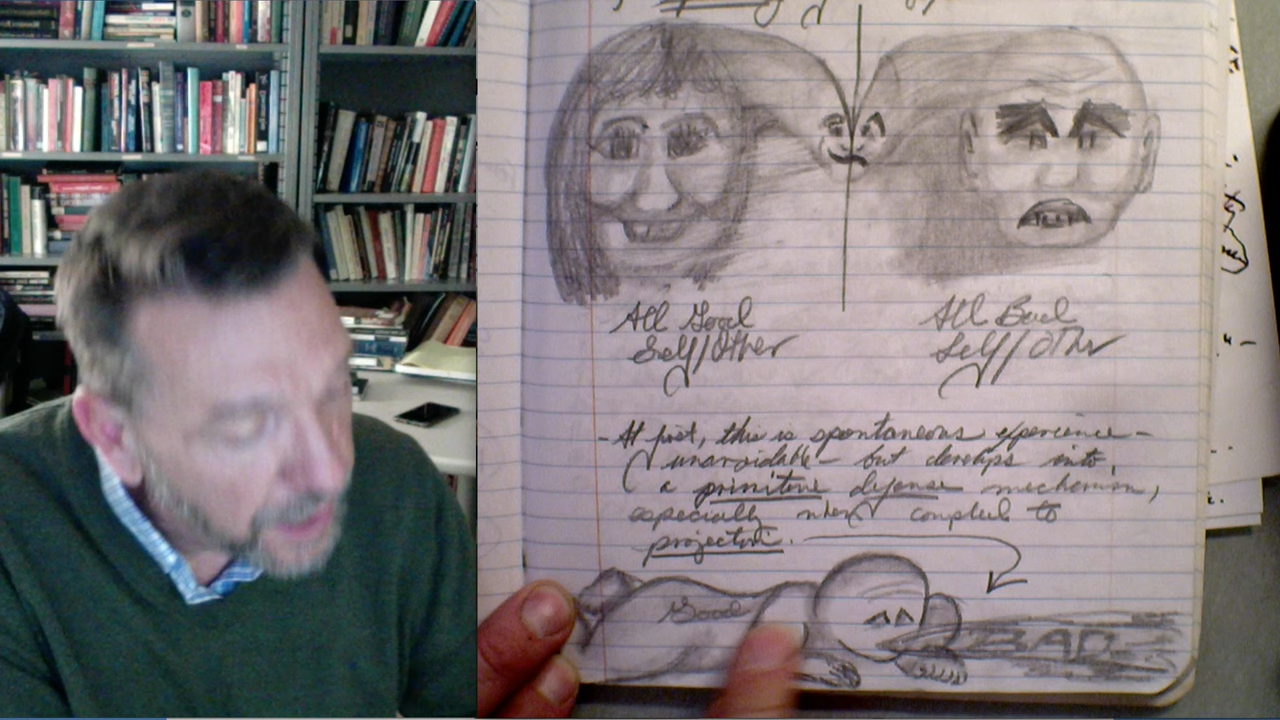 All Good
Self/Other
All Bad
Self/Other
- At first, this is spontaneous experience -
unavoidable - but develops into
a primitive defense mechanism,
especially when coupled to
projection.
Good
BAD